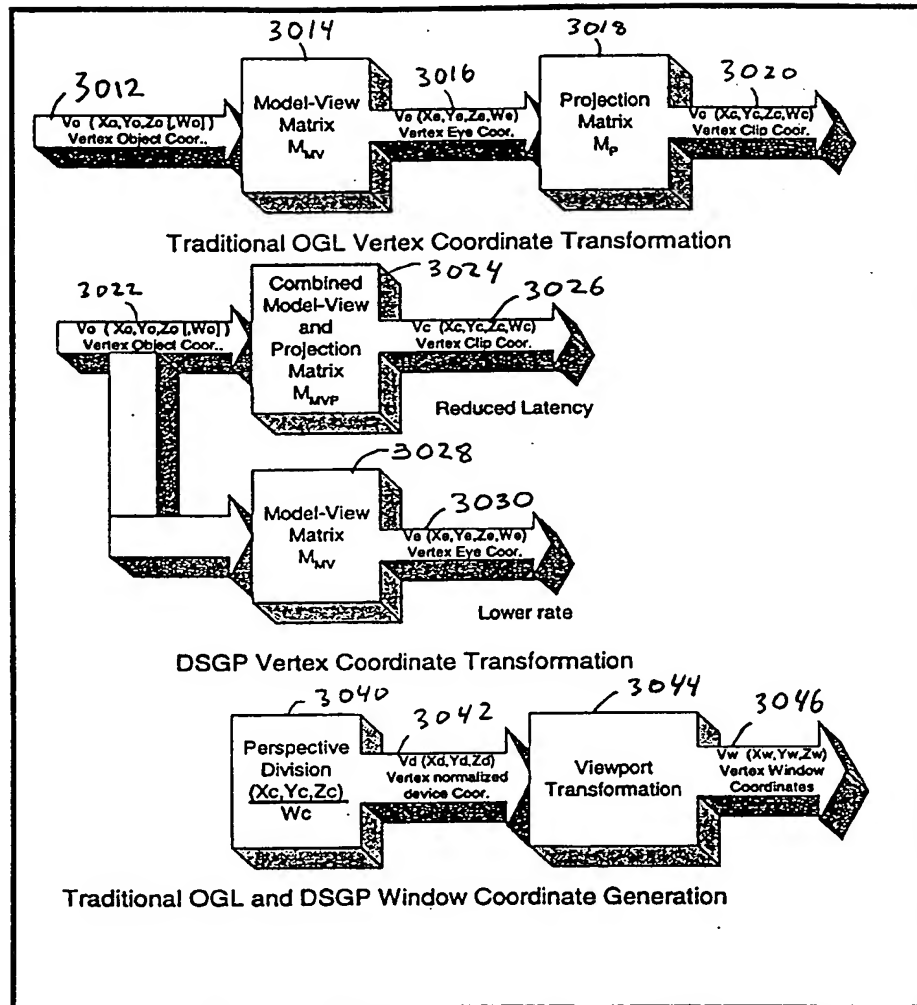 3014
3018
3012
3016
3020
Model-View
Matrix
M_MV
Projection
Matrix
M_P
Vo (Xo,Yo,Zo [,Wo] )
Vertex Object Coor..
Ve (Xe,Ye,Ze,We)
Vertex Eye Coor.
Vc (Xc,Yc,Zc,Wc)
Vertex Clip Coor.
Traditional OGL Vertex Coordinate Transformation
3022
3024
3026
Vo (Xo,Yo,Zo [,Wo] )
Vertex Object Coor..
Combined
Model-View
and
Projection
Matrix
M_MVP
Vc (Xc,Yc,Zc,Wc)
Vertex Clip Coor.
Reduced Latency
3028
3030
Model-View
Matrix
M_MV
Ve (Xe,Ye,Ze,We)
Vertex Eye Coor.
Lower rate
DSGP Vertex Coordinate Transformation
3040
3042
3044
3046
Perspective
Division
(Xc,Yc,Zc)
Wc
Vd (Xd,Yd,Zd)
Vertex normalized
device Coor.
Viewport
Transformation
Vw (Xw,Yw,Zw)
Vertex Window
Coordinates
Traditional OGL and DSGP Window Coordinate Generation